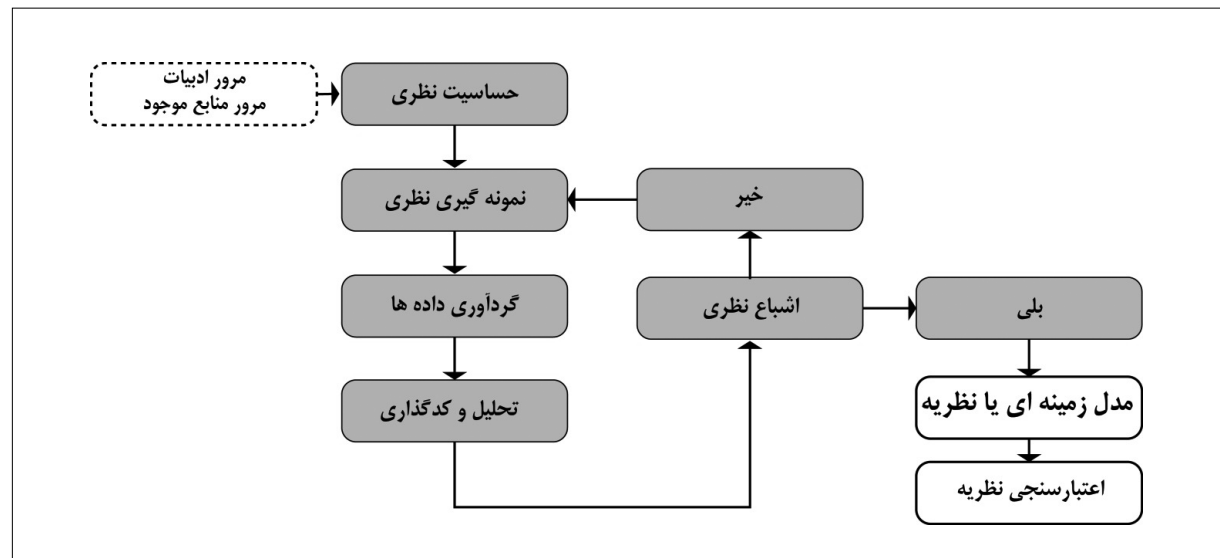 مرور ادبیات
مرور منابع موجود
حساسیت نظری
نمونه گیری نظری
خیر
گردآوری داده ها
اشباع نظری
بلی
تحلیل و کدگذاری
مدل زمینه ای یا نظریه
اعتبارسنجی نظریه